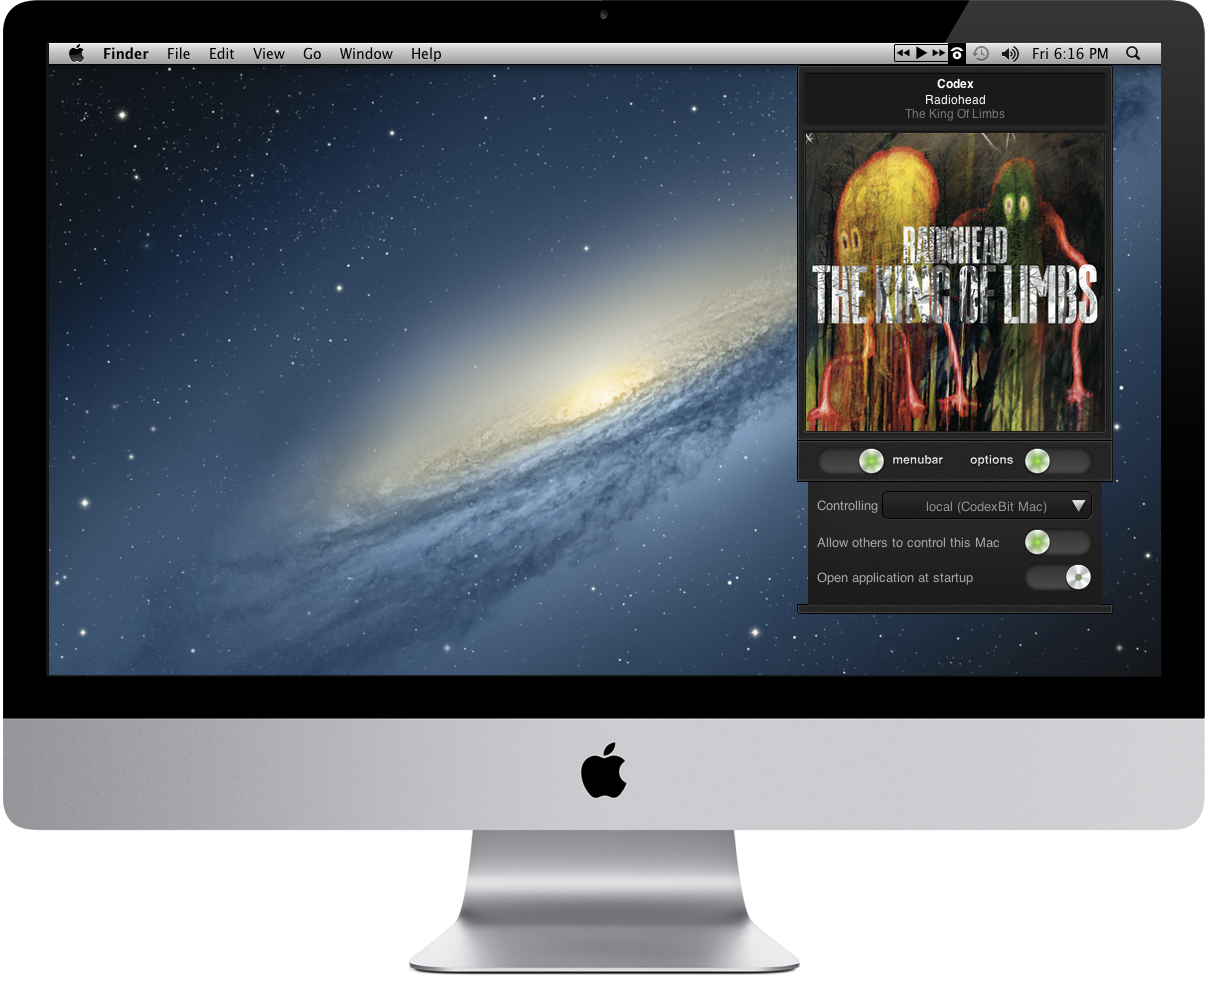 Finder File Edit View Go Window Help Fri 6:16 PM
Codex
Radiohead
The King Of Limbs
RADIOHEAD
THE KING OF LIMBS
menubar options
Controlling local (CodexBit Mac)
Allow others to control this Mac
Open application at startup